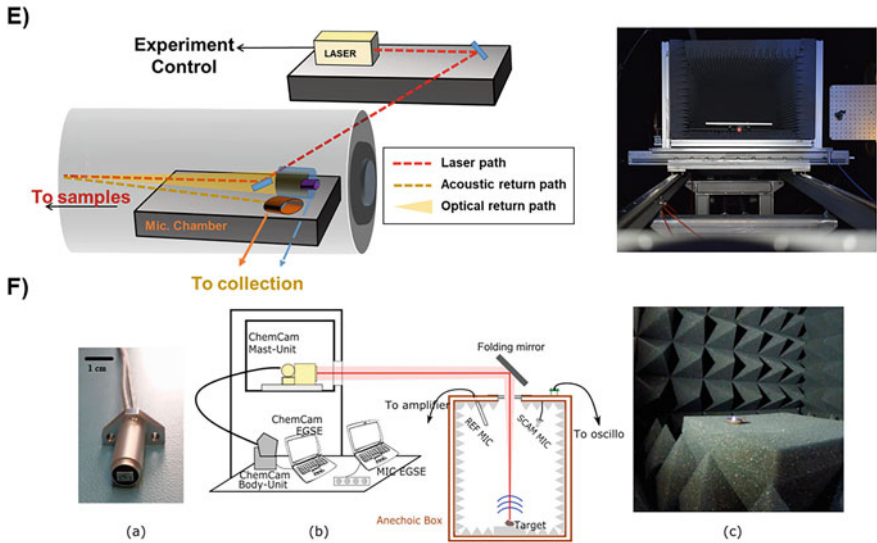 E)
Experiment
Control
LASER
Laser path
Acoustic return path
Optical return path
To samples
Mic. Chamber
To collection
F)
1 cm
ChemCam
Mast-Unit
Folding mirror
To amplifier
REF MIC
SCAM MIC
To oscillo
ChemCam
EGSE
MIC EGSE
ChemCam
Body-Unit
Anechoic Box
Target
(a)
(b)
(c)